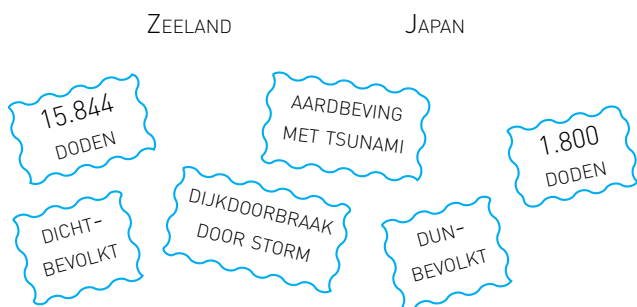 ZEELAND
JAPAN
15.844
DODEN
AARDBEVING
MET TSUNAMI
1.800
DODEN
DICHT-
BEVOLKT
DIJKDOORBRAAK
DOOR STORM
DUN-
BEVOLKT